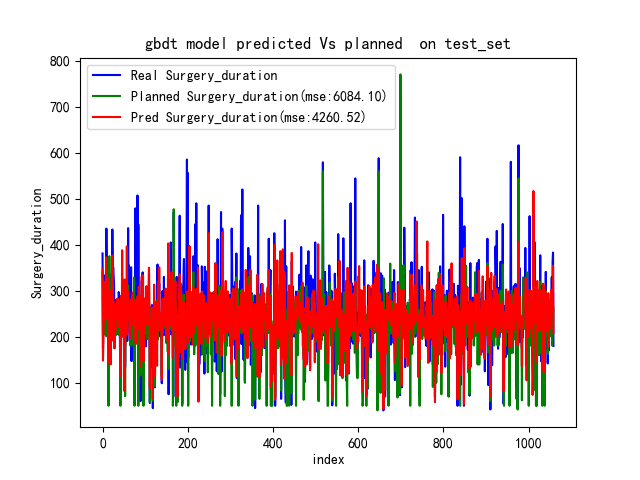 gbdt model predicted Vs planned  on test_set
Real Surgery_duration
Planned Surgery_duration(mse:6084.10)
Pred Surgery_duration(mse:4260.52)
Surgery_duration
800
700
600
500
400
300
200
100
0 200 400 600 800 1000
index